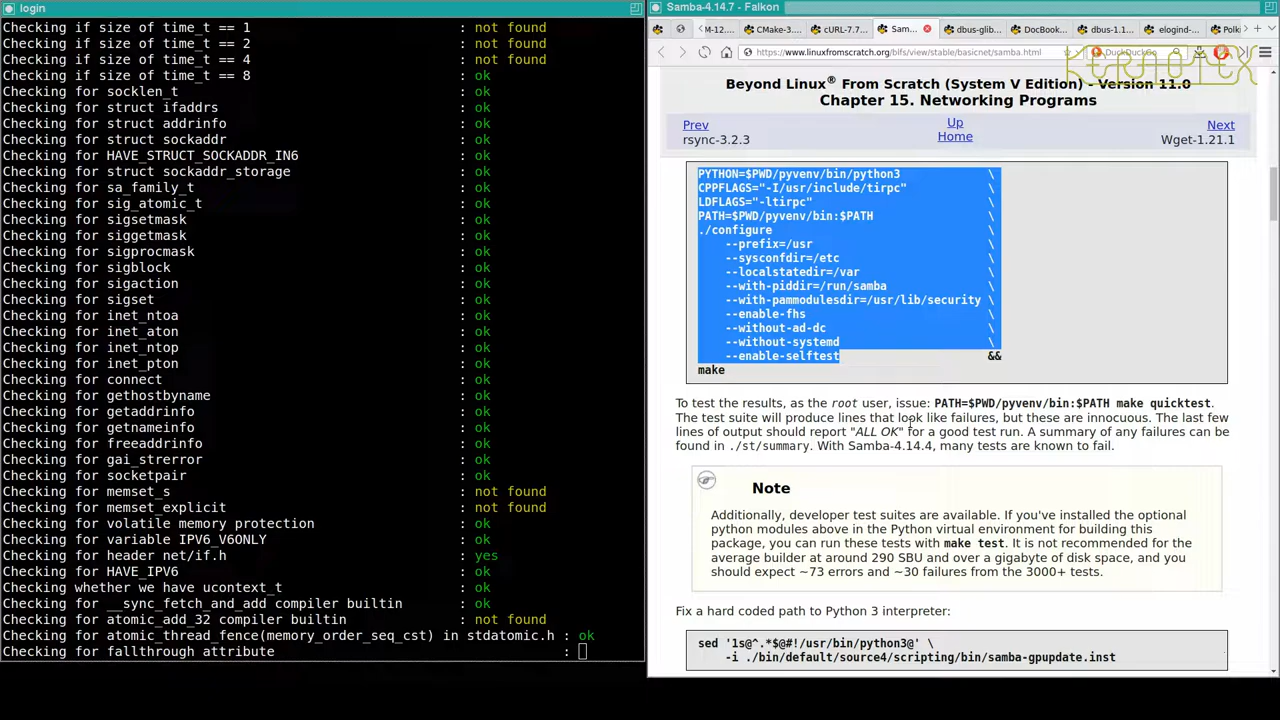 login
Checking if size of time_t == 1 : not found
Checking if size of time_t == 2 : not found
Checking if size of time_t == 4 : not found
Checking if size of time_t == 8 : ok
Checking for socklen_t : ok
Checking for struct ifaddrs : ok
Checking for struct addrinfo : ok
Checking for struct sockaddr : ok
Checking for HAVE_STRUCT_SOCKADDR_IN6 : ok
Checking for struct sockaddr_storage : ok
Checking for sa_family_t : ok
Checking for sig_atomic_t : ok
Checking for sigsetmask : ok
Checking for siggetmask : ok
Checking for sigprocmask : ok
Checking for sigblock : ok
Checking for sigaction : ok
Checking for sigset : ok
Checking for inet_ntoa : ok
Checking for inet_aton : ok
Checking for inet_ntop : ok
Checking for inet_pton : ok
Checking for connect : ok
Checking for gethostbyname : ok
Checking for getaddrinfo : ok
Checking for getnameinfo : ok
Checking for freeaddrinfo : ok
Checking for gai_strerror : ok
Checking for socketpair : ok
Checking for memset_s : not found
Checking for memset_explicit : not found
Checking for volatile memory protection : ok
Checking for variable IPV6_V6ONLY : ok
Checking for header net/if.h : yes
Checking for HAVE_IPV6 : ok
Checking whether we have ucontext_t : ok
Checking for __sync_fetch_and_add compiler builtin : ok
Checking for atomic_add_32 compiler builtin : not found
Checking for atomic_thread_fence(memory_order_seq_cst) in stdatomic.h : ok
Checking for fallthrough attribute :
Samba-4.14.7 - Falkon
M-12.... CMake-3.... cURL-7.7... Sam... dbus-glib... DocBook... dbus-1.1... elogind-... Polk
https://www.linuxfromscratch.org/blfs/view/stable/basicnet/samba.html DuckDuckGo
KERNOTEX
Beyond Linux® From Scratch (System V Edition) - Version 11.0
Chapter 15. Networking Programs
Prev Up Next
rsync-3.2.3 Home Wget-1.21.1
PYTHON=$PWD/pyvenv/bin/python3 \
CPPFLAGS="-I/usr/include/tirpc" \
LDFLAGS="-ltirpc" \
PATH=$PWD/pyvenv/bin:$PATH \
./configure \
--prefix=/usr \
--sysconfdir=/etc \
--localstatedir=/var \
--with-piddir=/run/samba \
--with-pammodulesdir=/usr/lib/security \
--enable-fhs \
--without-ad-dc \
--without-systemd \
--enable-selftest &&
make
To test the results, as the root user, issue: PATH=$PWD/pyvenv/bin:$PATH make quicktest.
The test suite will produce lines that look like failures, but these are innocuous. The last few
lines of output should report "ALL OK" for a good test run. A summary of any failures can be
found in ./st/summary. With Samba-4.14.4, many tests are known to fail.
Note
Additionally, developer test suites are available. If you've installed the optional
python modules above in the Python virtual environment for building this
package, you can run these tests with make test. It is not recommended for the
average builder at around 290 SBU and over a gigabyte of disk space, and you
should expect ~73 errors and ~30 failures from the 3000+ tests.
Fix a hard coded path to Python 3 interpreter:
sed '1s@^.*$@#!/usr/bin/python3@' \
-i ./bin/default/source4/scripting/bin/samba-gpupdate.inst